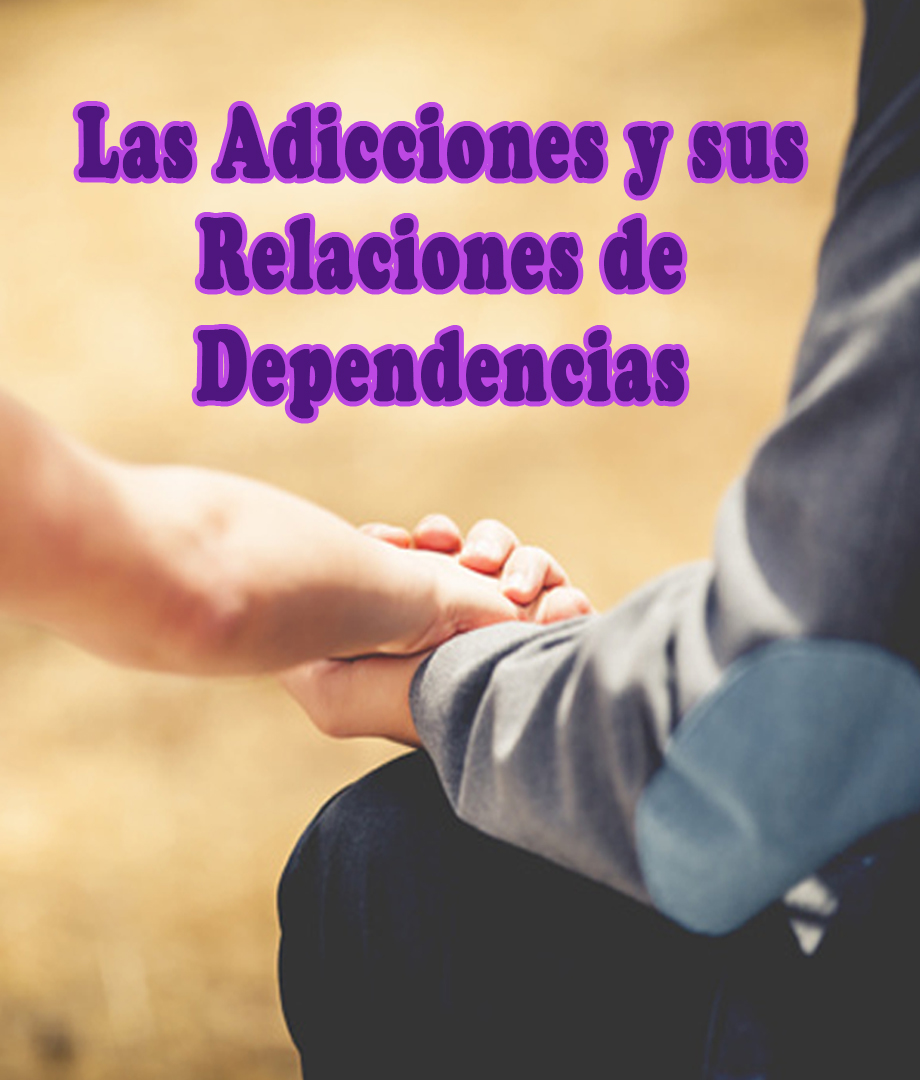 Las Adicciones y sus
Relaciones de
Dependencias